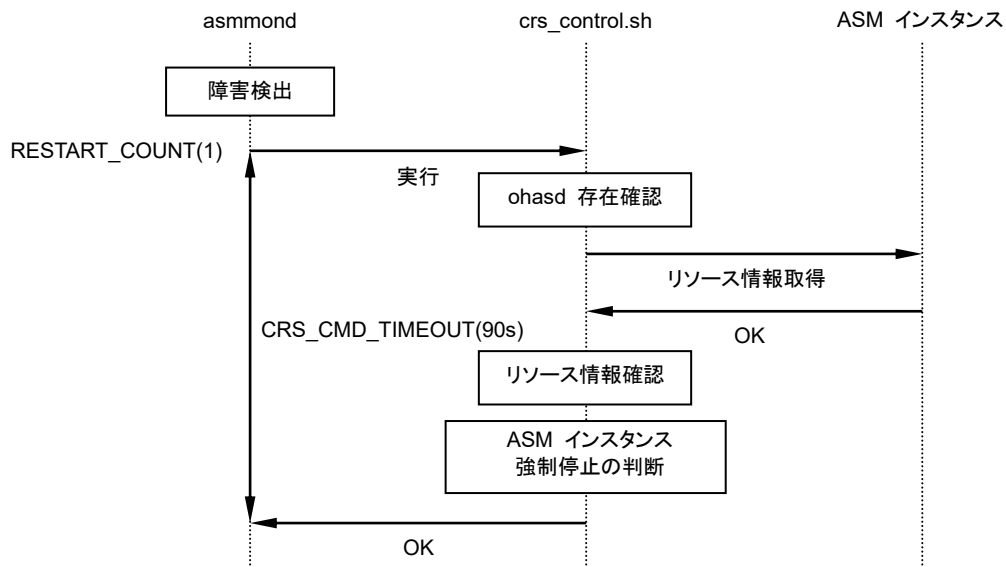 asmmond
crs_control.sh
ASM インスタンス
障害検出
RESTART_COUNT(1)
実行
ohasd 存在確認
リソース情報取得
CRS_CMD_TIMEOUT(90s)
OK
リソース情報確認
ASM インスタンス
強制停止の判断
OK